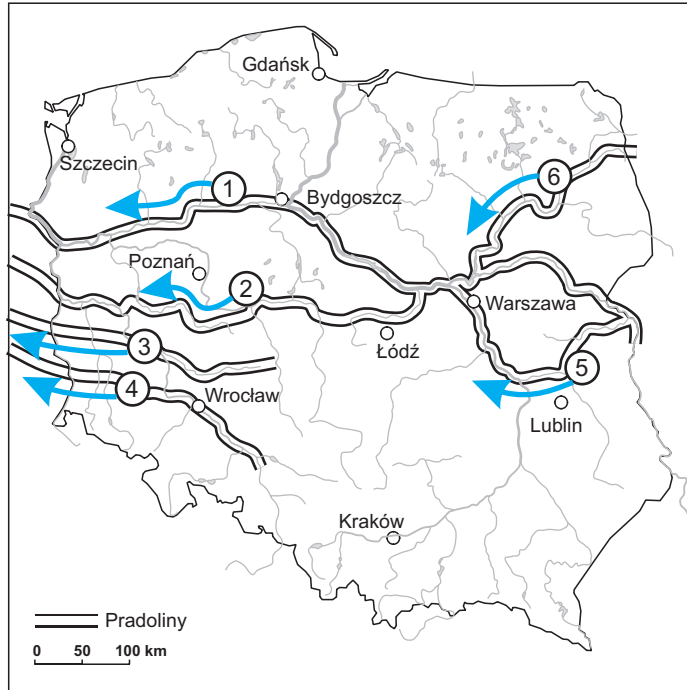 Gdańsk
Szczecin
6
1
Bydgoszcz
Poznań
2
Warszawa
Łódź
3
5
4
Wrocław
Lublin
Kraków
Pradoliny
0 50 100 km